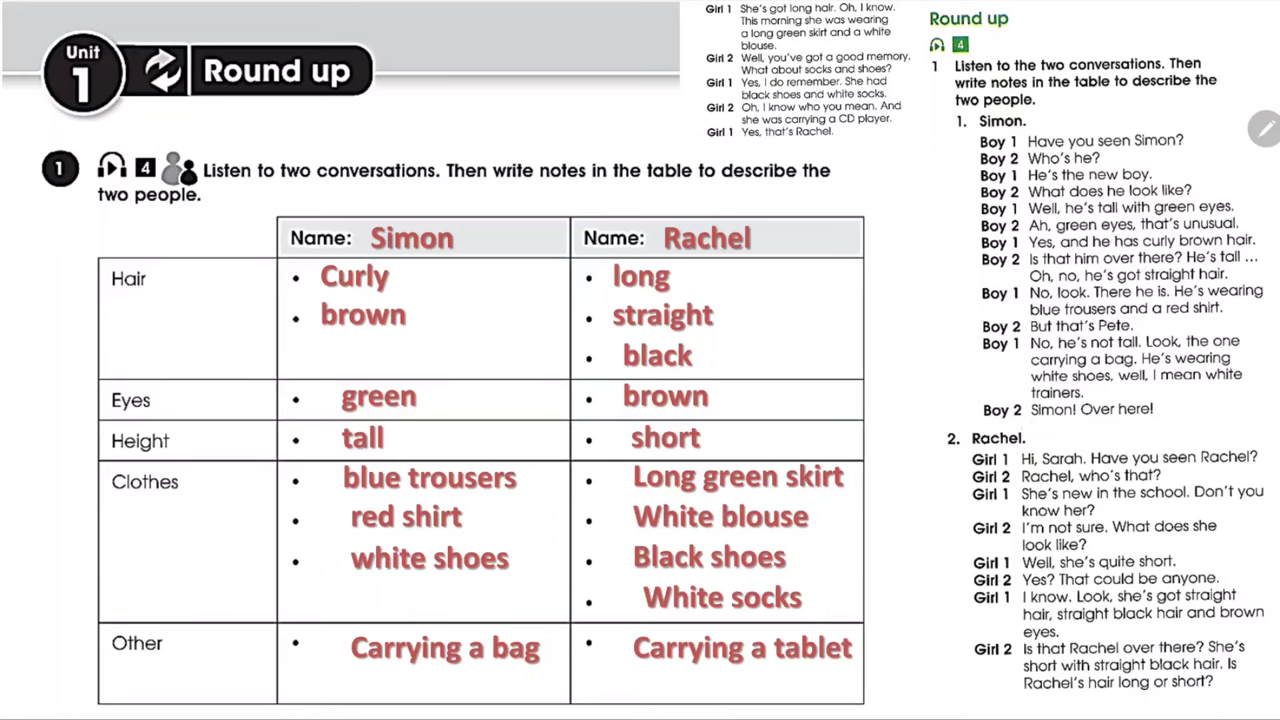 Unit
1
Round up
1
4
Listen to two conversations. Then write notes in the table to describe the
two people.
Name: Simon
Name: Rachel
Hair
• Curly
• brown
• long
• straight
• black
Eyes
• green
• brown
Height
• tall
• short
Clothes
• blue trousers
• red shirt
• white shoes
• Long green skirt
• White blouse
• Black shoes
• White socks
Other
• Carrying a bag
• Carrying a tablet
Girl 1 She's got long hair. Oh, I know.
This morning she was wearing
a long green skirt and a white
blouse.
Girl 2 Well, you've got a good memory.
What about socks and shoes?
Girl 1 Yes, I do remember. She had
black shoes and white socks.
Girl 2 Oh, I know who you mean. And
she was carrying a CD player.
Girl 1 Yes, that's Rachel.
Round up
4
1 Listen to the two conversations. Then
write notes in the table to describe the
two people.
1. Simon.
Boy 1 Have you seen Simon?
Boy 2 Who's he?
Boy 1 He's the new boy.
Boy 2 What does he look like?
Boy 1 Well, he's tall with green eyes.
Boy 2 Ah, green eyes, that's unusual.
Boy 1 Yes, and he has curly brown hair.
Boy 2 Is that him over there? He's tall ...
Oh, no, he's got straight hair.
Boy 1 No, look. There he is. He's wearing
blue trousers and a red shirt.
Boy 2 But that's Pete.
Boy 1 No, he's not tall. Look, the one
carrying a bag. He's wearing
white shoes, well, I mean white
trainers.
Boy 2 Simon! Over here!
2. Rachel.
Girl 1 Hi, Sarah. Have you seen Rachel?
Girl 2 Rachel, who's that?
Girl 1 She's new in the school. Don't you
know her?
Girl 2 I'm not sure. What does she
look like?
Girl 1 Well, she's quite short.
Girl 2 Yes? That could be anyone.
Girl 1 I know. Look, she's got straight
hair, straight black hair and brown
eyes.
Girl 2 Is that Rachel over there? She's
short with straight black hair. Is
Rachel's hair long or short?